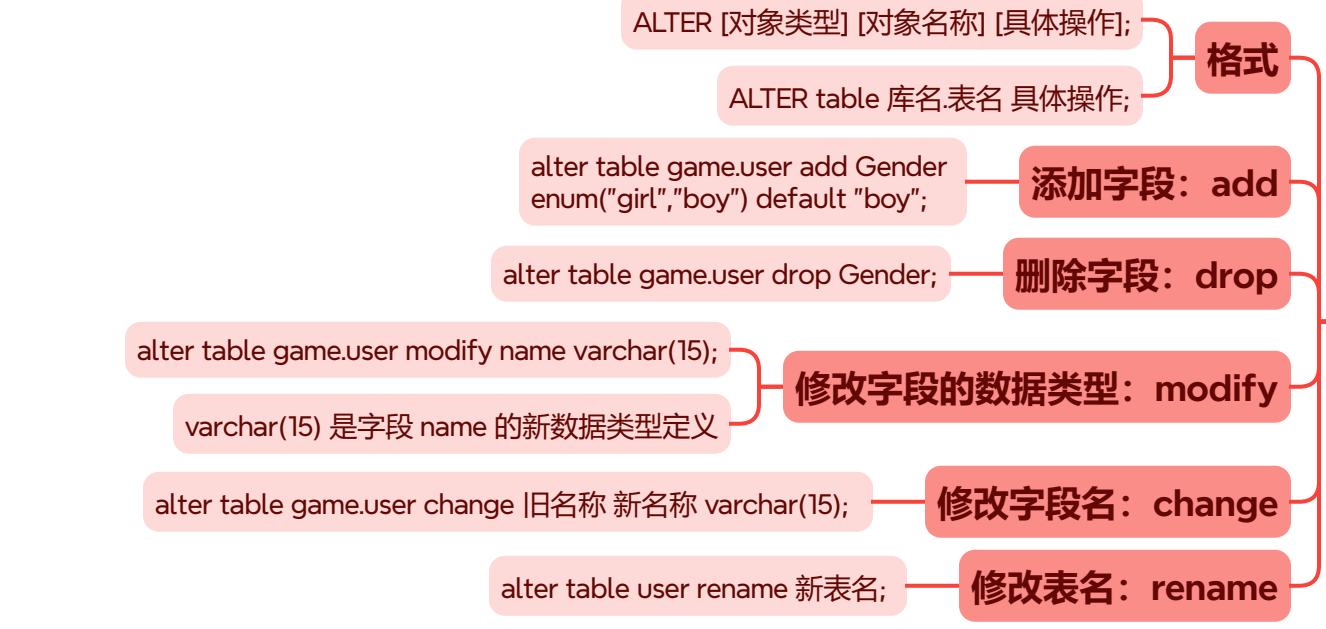 ALTER [对象类型] [对象名称] [具体操作];
格式
ALTER table 库名.表名 具体操作;
alter table game.user add Gender
enum("girl","boy") default "boy";
添加字段：add
alter table game.user drop Gender;
删除字段：drop
alter table game.user modify name varchar(15);
修改字段的数据类型：modify
varchar(15) 是字段 name 的新数据类型定义
alter table game.user change 旧名称 新名称 varchar(15);
修改字段名：change
alter table user rename 新表名;
修改表名：rename